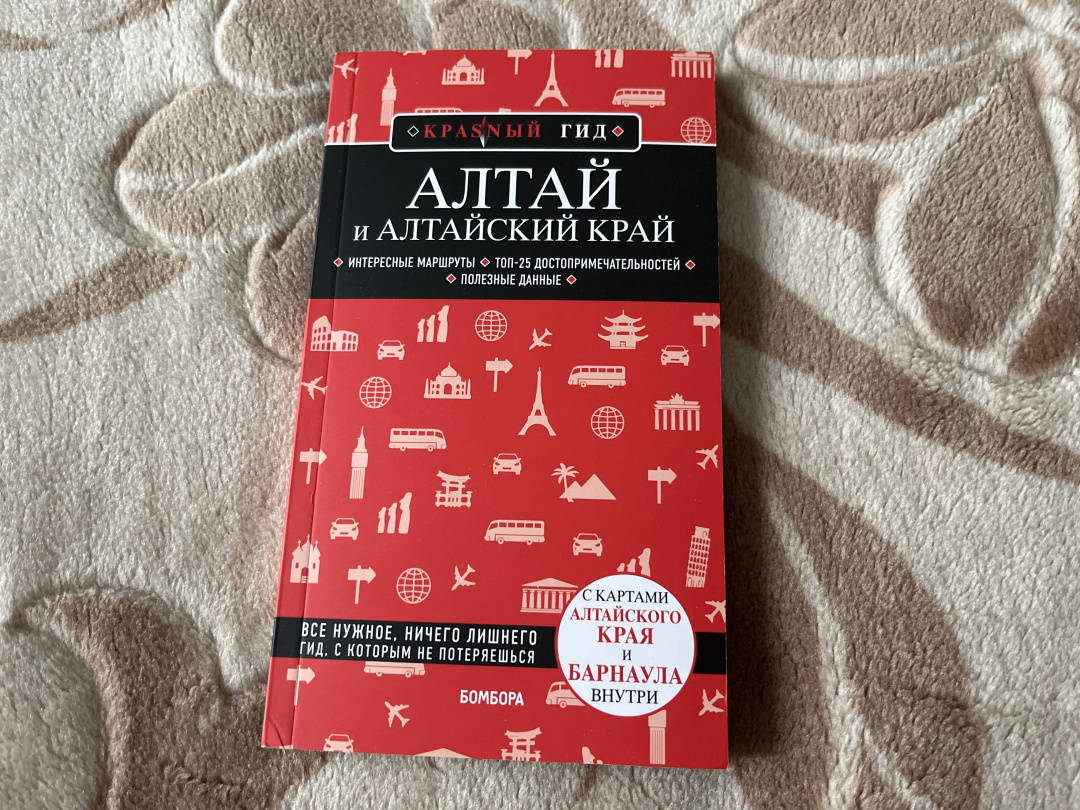 КРАSNЫЙ ГИД
АЛТАЙ
И АЛТАЙСКИЙ КРАЙ
ИНТЕРЕСНЫЕ МАРШРУТЫ ТОП-25 ДОСТОПРИМЕЧАТЕЛЬНОСТЕЙ
ПОЛЕЗНЫЕ ДАННЫЕ
ВСЕ НУЖНОЕ, НИЧЕГО ЛИШНЕГО
ГИД, С КОТОРЫМ НЕ ПОТЕРЯЕШЬСЯ
С КАРТАМИ
АЛТАЙСКОГО
КРАЯ
И
БАРНАУЛА
ВНУТРИ
БОМБОРА